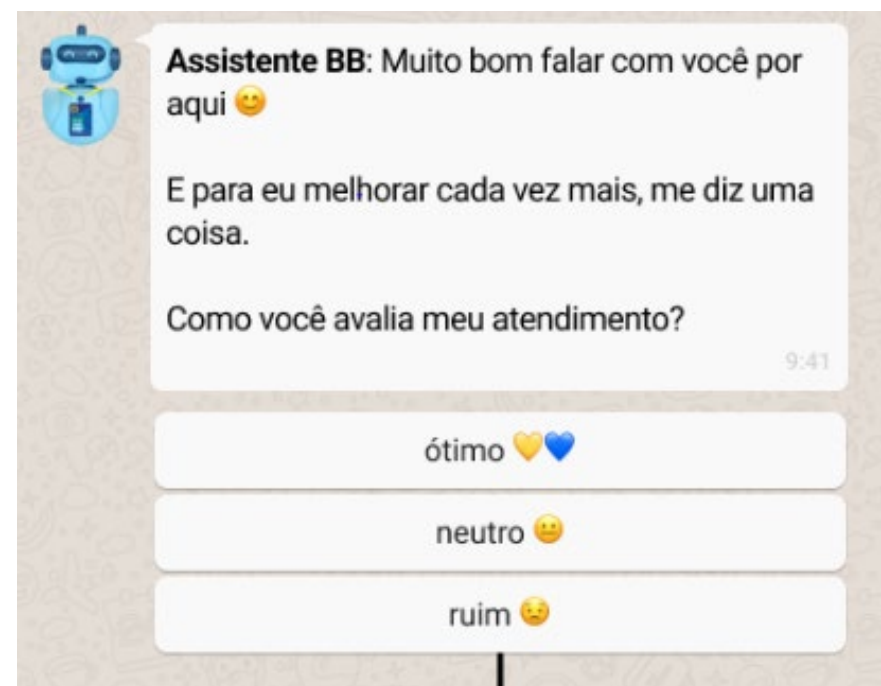 Assistente BB: Muito bom falar com você por
aqui 😊
E para eu melhorar cada vez mais, me diz uma
coisa.
Como você avalia meu atendimento?
9:41
ótimo 💛💙
neutro 😐
ruim 😟